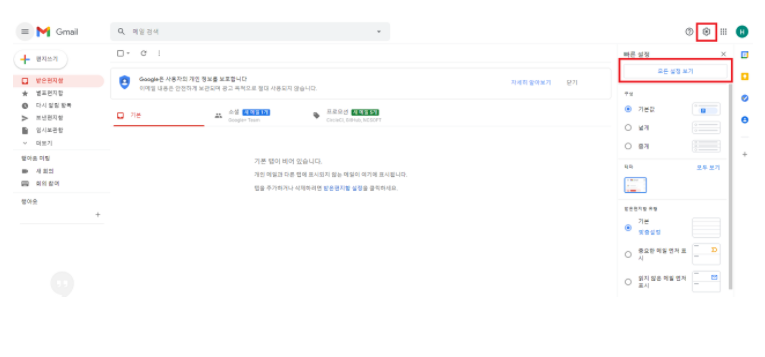 Gmail
메일 검색
편지쓰기
받은편지함
별표편지함
다시 알림 항목
보낸편지함
임시보관함
더보기
행아웃 미팅
새 회의
회의 참여
행아웃
Google은 사용자의 개인 정보를 보호합니다
이메일 내용은 안전하게 보관되며 광고 목적으로 절대 사용되지 않습니다.
자세히 알아보기
닫기
기본
소셜 새 메일 1개
Google+ Team
프로모션 새 메일 5개
기본 탭이 비어 있습니다.
개인 메일과 다른 탭에 표시되지 않는 메일이 여기에 표시됩니다.
탭을 추가하거나 삭제하려면 받은편지함 설정을 클릭하세요.
빠른 설정
모든 설정 보기
구성
기본값
넓게
좁게
테마
모두 보기
받은편지함 유형
기본
맞춤설정
중요한 메일 먼저 표
시
읽지 않은 메일 먼저
표시
H